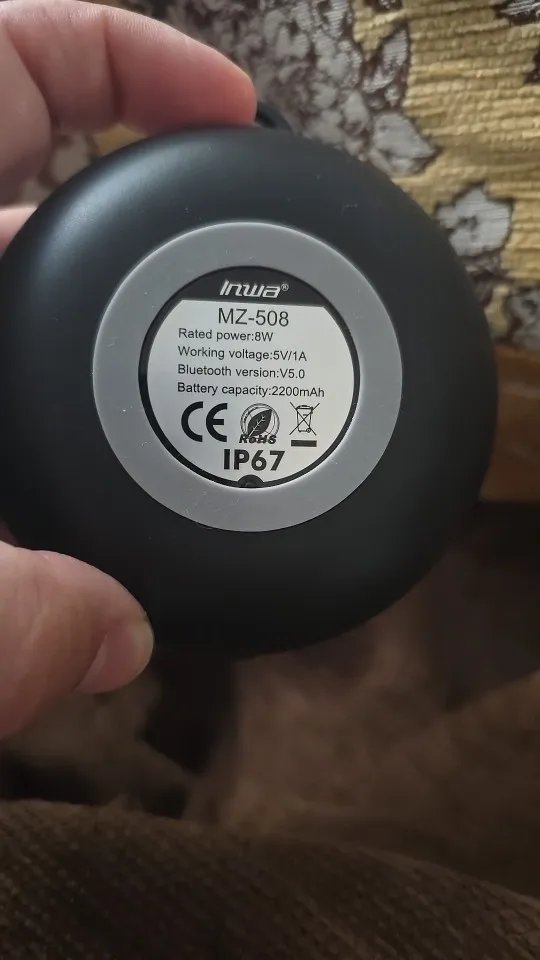 Inwa®
MZ-508
Rated power:8W
Working voltage:5V/1A
Bluetooth version:V5.0
Battery capacity:2200mAh
CE
RoHS
IP67